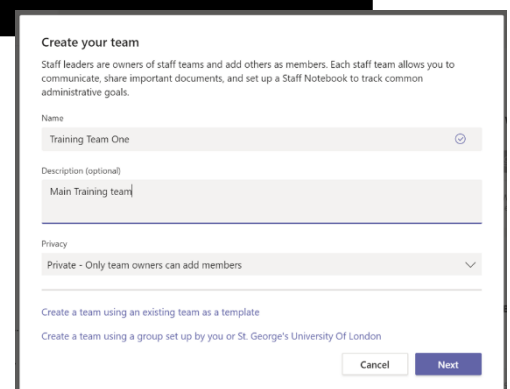 Create your team
Staff leaders are owners of staff teams and add others as members. Each staff team allows you to
communicate, share important documents, and set up a Staff Notebook to track common
administrative goals.
Name
Training Team One
Description (optional)
Main Training team
Privacy
Private - Only team owners can add members
Create a team using an existing team as a template
Create a team using a group set up by you or St. George's University Of London
Cancel
Next